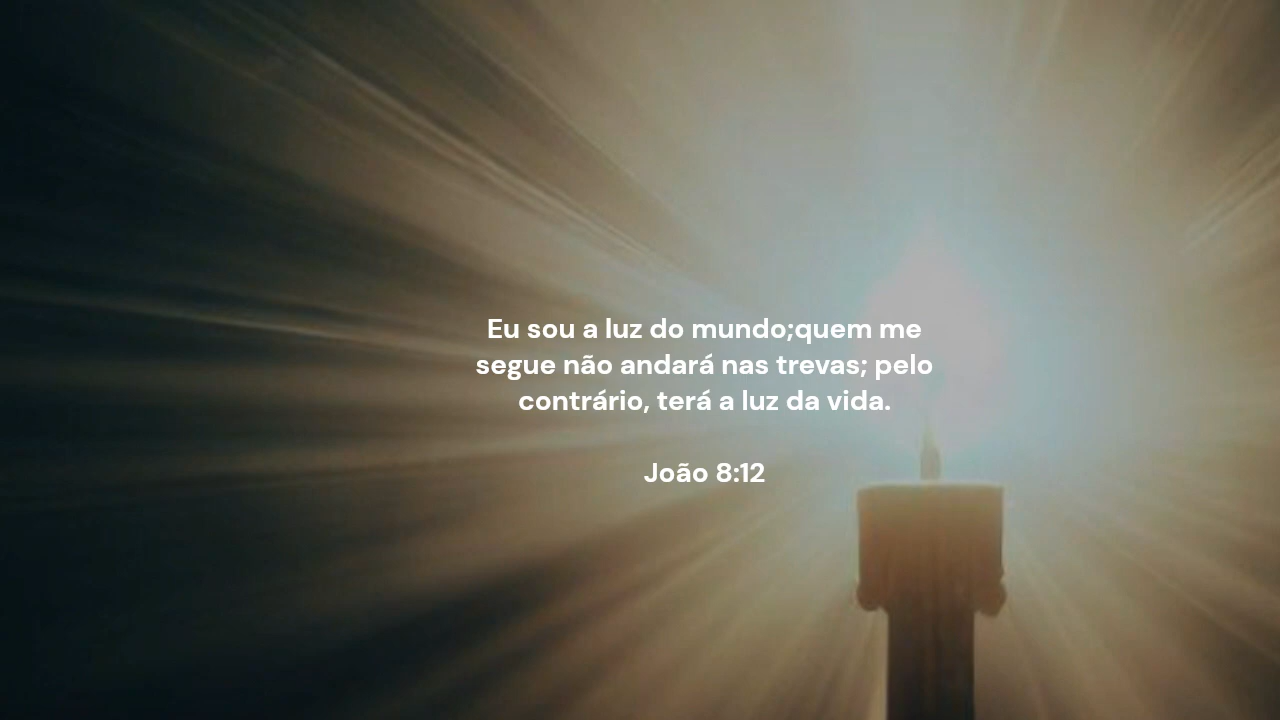 Eu sou a luz do mundo;quem me
segue não andará nas trevas; pelo
contrário, terá a luz da vida.
João 8:12